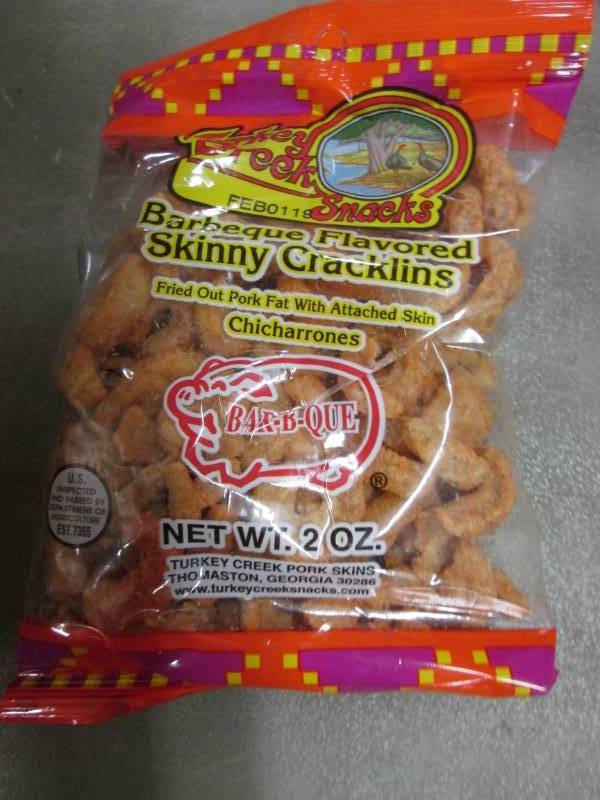 Turkey
Creek
Snacks
FEB0119
Barbeque Flavored
Skinny Cracklins
Fried Out Pork Fat With Attached Skin
Chicharrones
BAR-B-QUE
®
U.S.
INSPECTED
AND PASSED BY
DEPARTMENT OF
AGRICULTURE
EST.7355
NET WT. 2 OZ.
TURKEY CREEK PORK SKINS
THOMASTON, GEORGIA 30286
www.turkeycreeksnacks.com